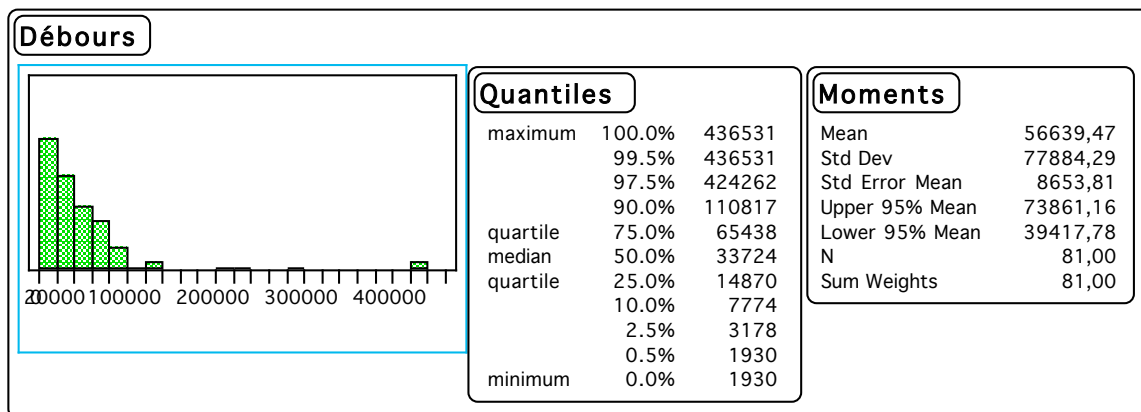 Débours
Quantiles
maximum 100.0% 436531
99.5% 436531
97.5% 424262
90.0% 110817
quartile 75.0% 65438
median 50.0% 33724
quartile 25.0% 14870
10.0% 7774
2.5% 3178
0.5% 1930
minimum 0.0% 1930
Moments
Mean 56639,47
Std Dev 77884,29
Std Error Mean 8653,81
Upper 95% Mean 73861,16
Lower 95% Mean 39417,78
N 81,00
Sum Weights 81,00
100000 200000 300000 400000